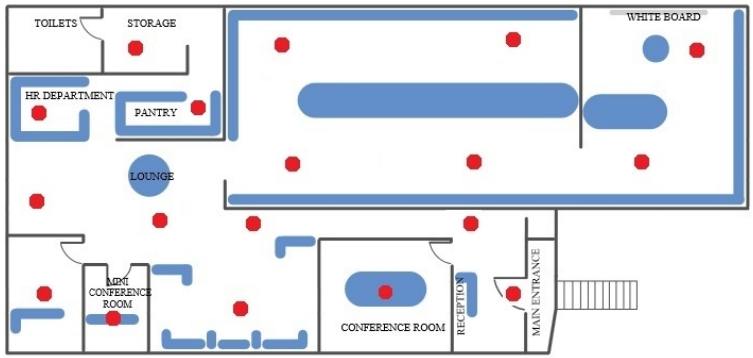 TOILETS
STORAGE
WHITE BOARD
HR DEPARTMENT
PANTRY
LOUNGE
MINI
CONFERENCE
ROOM
CONFERENCE ROOM
RECEPTION
MAIN ENTRANCE